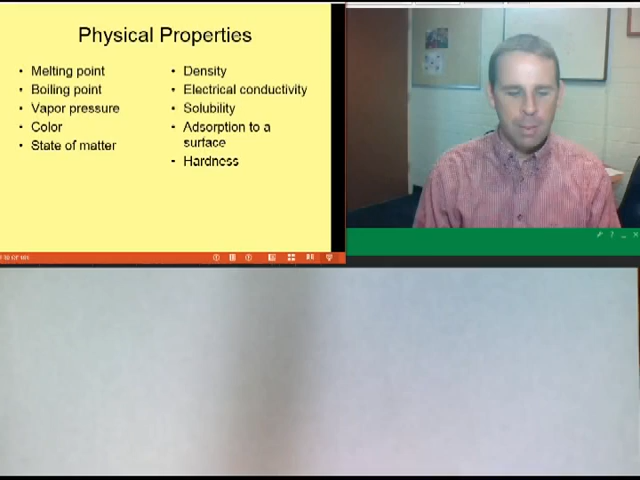 Physical Properties
• Melting point
• Boiling point
• Vapor pressure
• Color
• State of matter
• Density
• Electrical conductivity
• Solubility
• Adsorption to a
surface
• Hardness